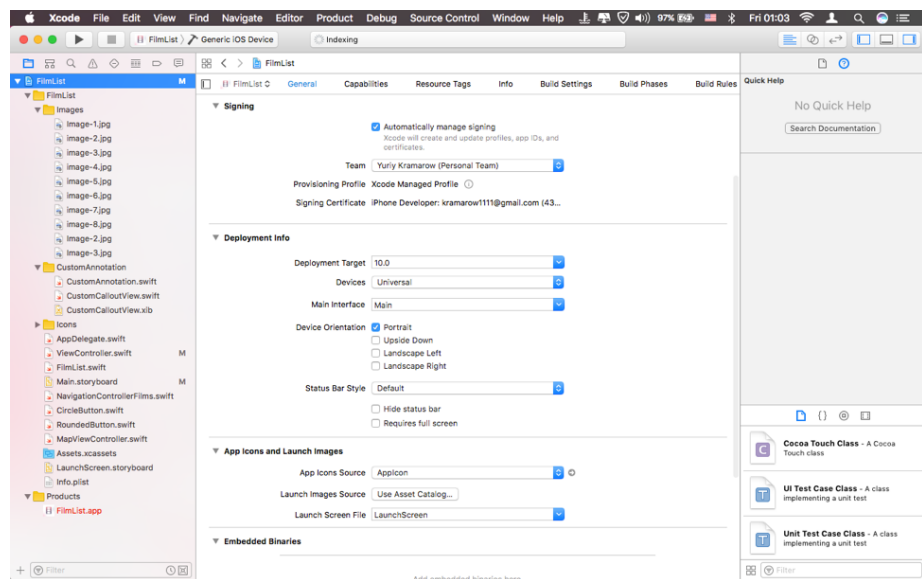 Xcode File Edit View Find Navigate Editor Product Debug Source Control Window Help 97% Fri 01:03
FilmList Generic iOS Device Indexing
FilmList
FilmList M
FilmList General Capabilities Resource Tags Info Build Settings Build Phases Build Rules
FilmList
Images
Image-1.jpg
image-2.jpg
image-3.jpg
image-4.jpg
image-5.jpg
image-6.jpg
image-7.jpg
image-8.jpg
Image-2.jpg
Image-3.jpg
CustomAnnotation
CustomAnnotation.swift
CustomCalloutView.swift
CustomCalloutView.xib
Icons
AppDelegate.swift
ViewController.swift M
FilmList.swift
Main.storyboard M
NavigationControllerFilms.swift
CircleButton.swift
RoundedButton.swift
MapViewController.swift
Assets.xcassets
LaunchScreen.storyboard
Info.plist
Products
FilmList.app
Filter
Signing
Automatically manage signing
Xcode will create and update profiles, app IDs, and
certificates.
Team Yuriy Kramarow (Personal Team)
Provisioning Profile Xcode Managed Profile
Signing Certificate iPhone Developer: kramarow1111@gmail.com (43...
Deployment Info
Deployment Target 10.0
Devices Universal
Main Interface Main
Device Orientation Portrait
Upside Down
Landscape Left
Landscape Right
Status Bar Style Default
Hide status bar
Requires full screen
App Icons and Launch Images
App Icons Source AppIcon
Launch Images Source Use Asset Catalog...
Launch Screen File LaunchScreen
Embedded Binaries
Add embedded binaries here
Quick Help
No Quick Help
Search Documentation
C
Cocoa Touch Class - A Cocoa
Touch class
T
UI Test Case Class - A class
implementing a unit test
T
Unit Test Case Class - A class
implementing a unit test
Filter